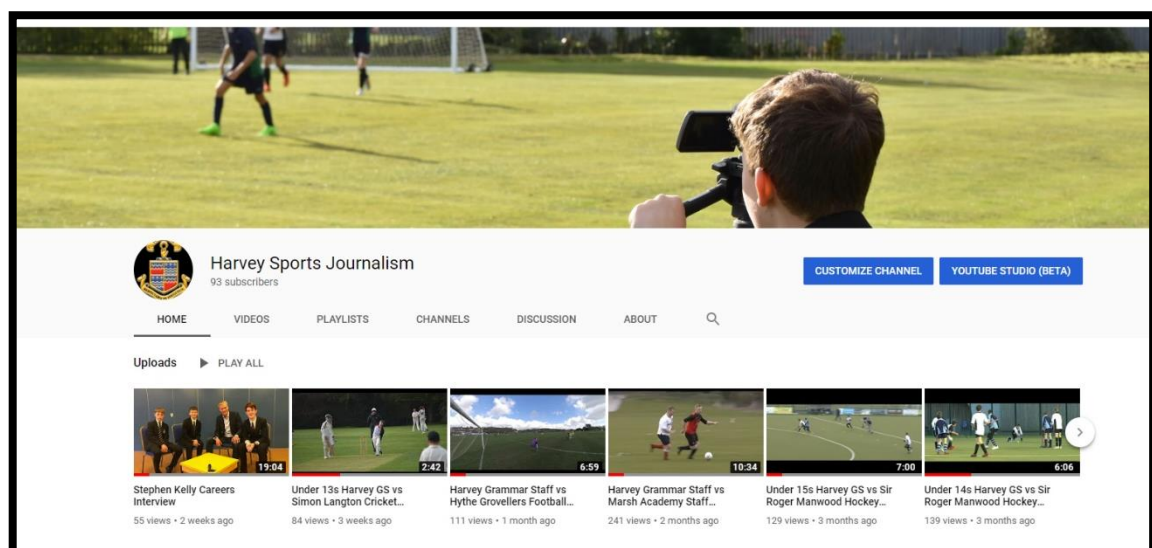 Harvey Sports Journalism
93 subscribers
CUSTOMIZE CHANNEL
YOUTUBE STUDIO (BETA)
HOME VIDEOS PLAYLISTS CHANNELS DISCUSSION ABOUT
Uploads PLAY ALL
19:04
2:42
6:59
10:34
7:00
6:06
Stephen Kelly Careers
Interview
55 views • 2 weeks ago
Under 13s Harvey GS vs
Simon Langton Cricket...
84 views • 3 weeks ago
Harvey Grammar Staff vs
Hythe Grovellers Football...
111 views • 1 month ago
Harvey Grammar Staff vs
Marsh Academy Staff...
241 views • 2 months ago
Under 15s Harvey GS vs Sir
Roger Manwood Hockey...
129 views • 3 months ago
Under 14s Harvey GS vs Sir
Roger Manwood Hockey...
139 views • 3 months ago